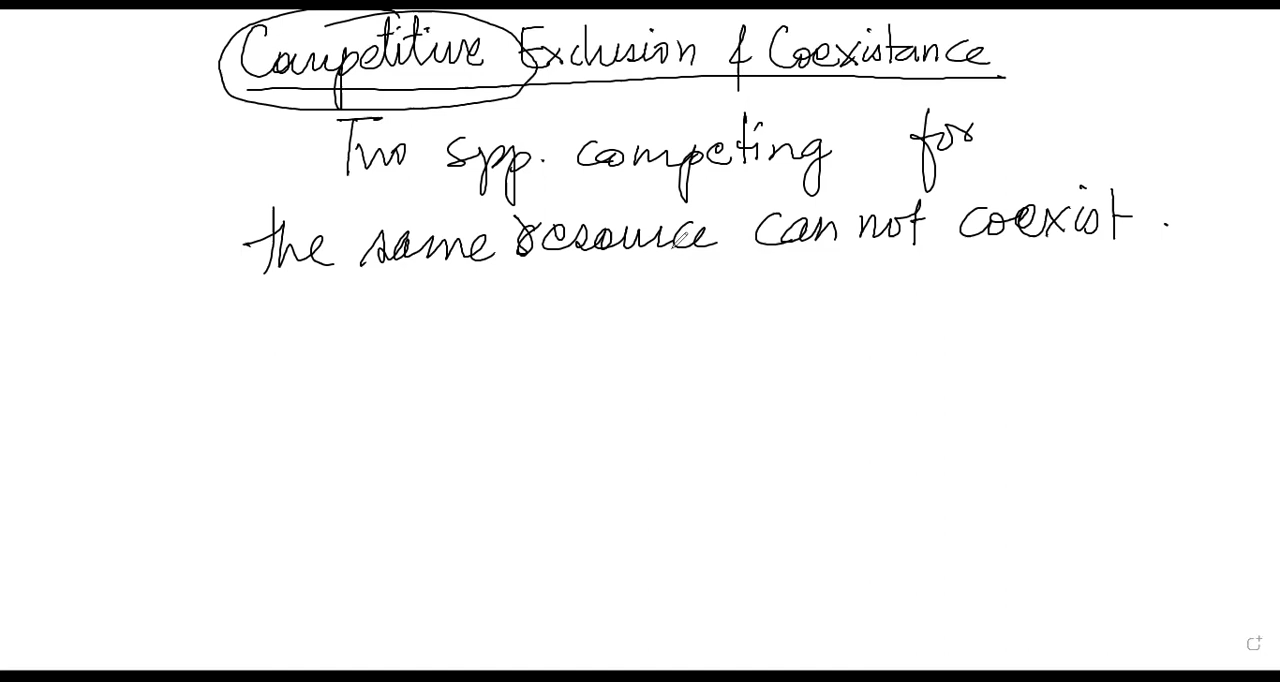 Competitive Exclusion & Coexistance
Two spp. competing for
the same resource can not coexist.